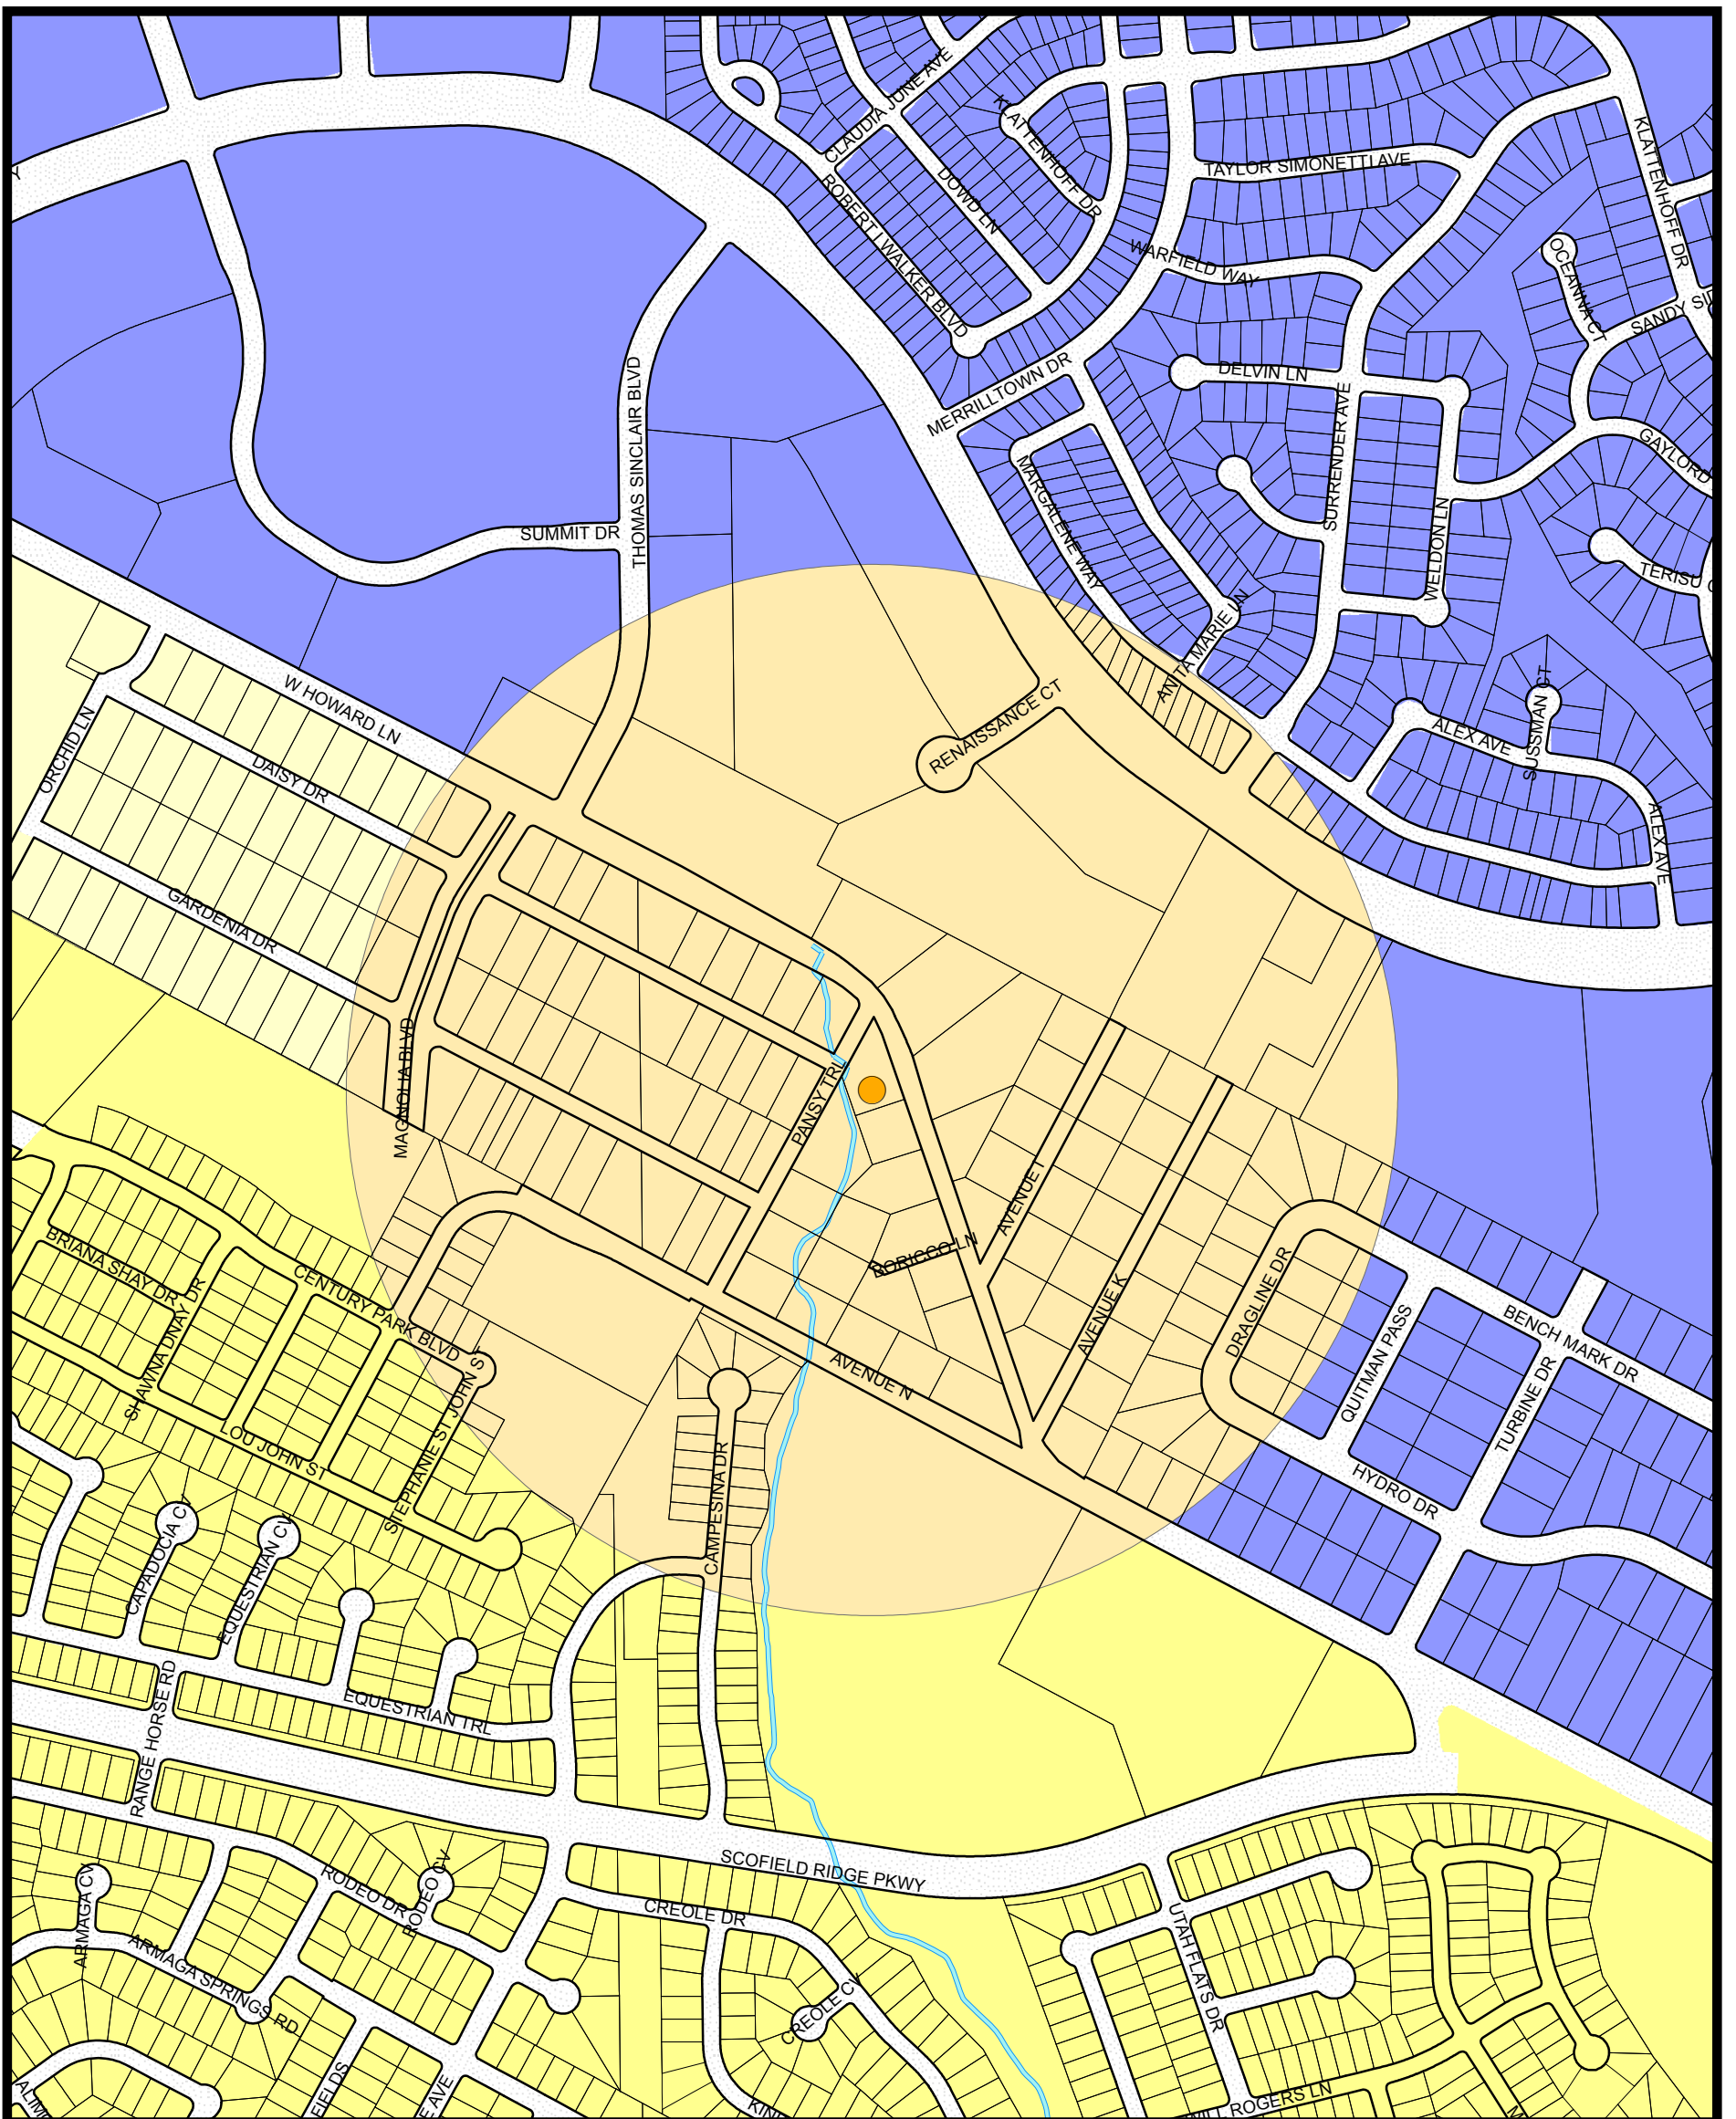 CLAUDIA JUNE AVE
KLATTENHOFF DR
KLATTENHOFF DR
TAYLOR SIMONETTI AVE
DOWD LN
ROBERT I WALKER BLVD
WARFIELD WAY
OCEANNA CT
SANDY
MERRILLTOWN DR
DELVIN LN
THOMAS SINCLAIR BLVD
SURRENDER AVE
GAYLORD
MARGALENE WAY
SUMMIT DR
WELDON LN
TERISU
ANITA MARIE LN
W HOWARD LN
RENAISSANCE CT
SUSSMAN CT
ALEX AVE
ORCHID LN
DAISY DR
ALEX AVE
GARDENIA DR
MAGNOLIA BLVD
PANSY TRL
AVENUE I
BORICCO LN
BRIANA SHAY DR
CENTURY PARK BLVD
SHAWNA DNAY DR
AVENUE K
DRAGLINE DR
BENCH MARK DR
QUITMAN PASS
TURBINE DR
AVENUE N
STEPHANIE ST JOHN ST
LOU JOHN ST
CAMPESINA DR
HYDRO DR
CAPADOCIA CV
EQUESTRIAN CV
EQUESTRIAN TRL
RANGE HORSE RD
SCOFIELD RIDGE PKWY
RODEO DR
RODEO CV
ARMAGA CV
ARMAGA SPRINGS RD
CREOLE DR
CREOLE CV
UTAH FLATS DR
ROGERS LN
AVE